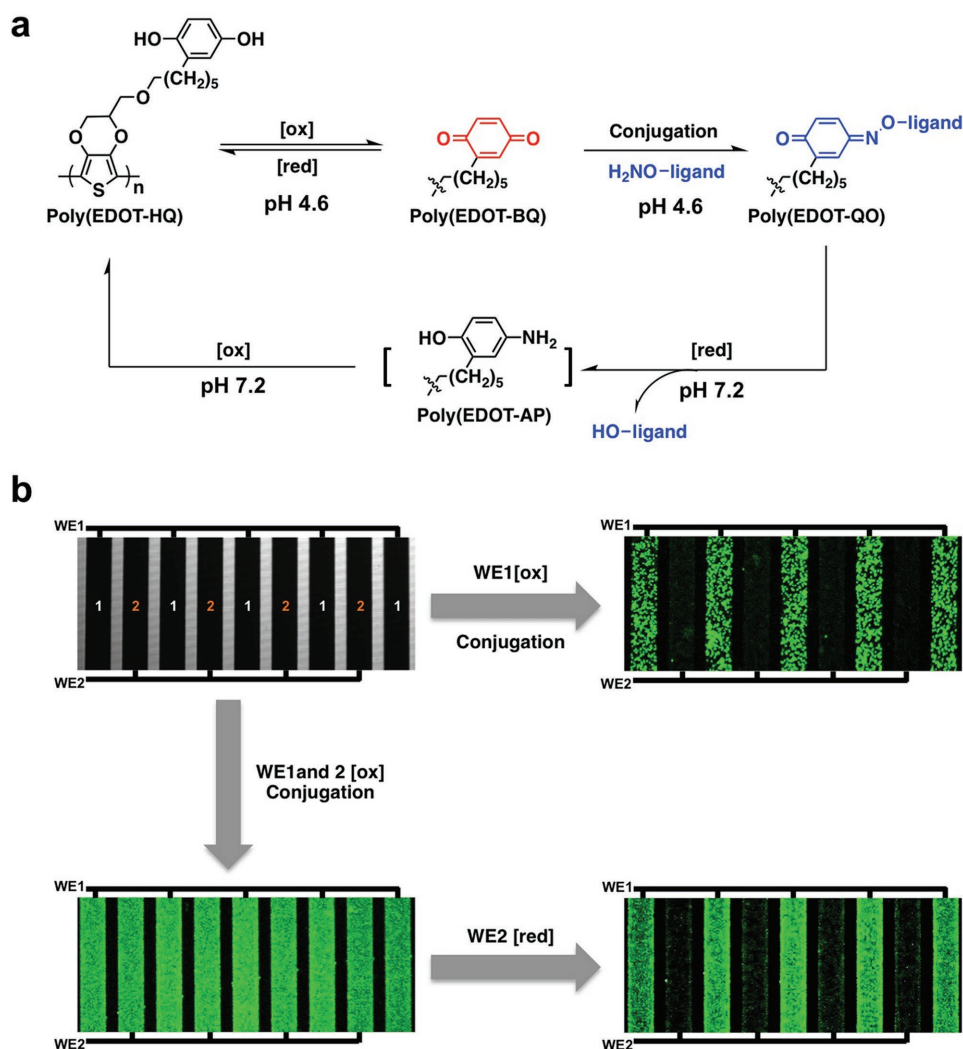 a
HO
OH
(CH2)5
O
O
O
S
n
Poly(EDOT-HQ)
[ox]
[red]
pH 4.6
O
O
(CH2)5
Poly(EDOT-BQ)
Conjugation
H2NO–ligand
pH 4.6
O
N
O–ligand
(CH2)5
Poly(EDOT-QO)
[ox]
pH 7.2
[
HO
NH2
(CH2)5
]
Poly(EDOT-AP)
[red]
pH 7.2
HO–ligand
b
WE1
1 2 1 2 1 2 1 2 1
WE2
WE1[ox]
Conjugation
WE1
WE2
WE1and 2 [ox]
Conjugation
WE1
WE2
WE2 [red]
WE1
WE2